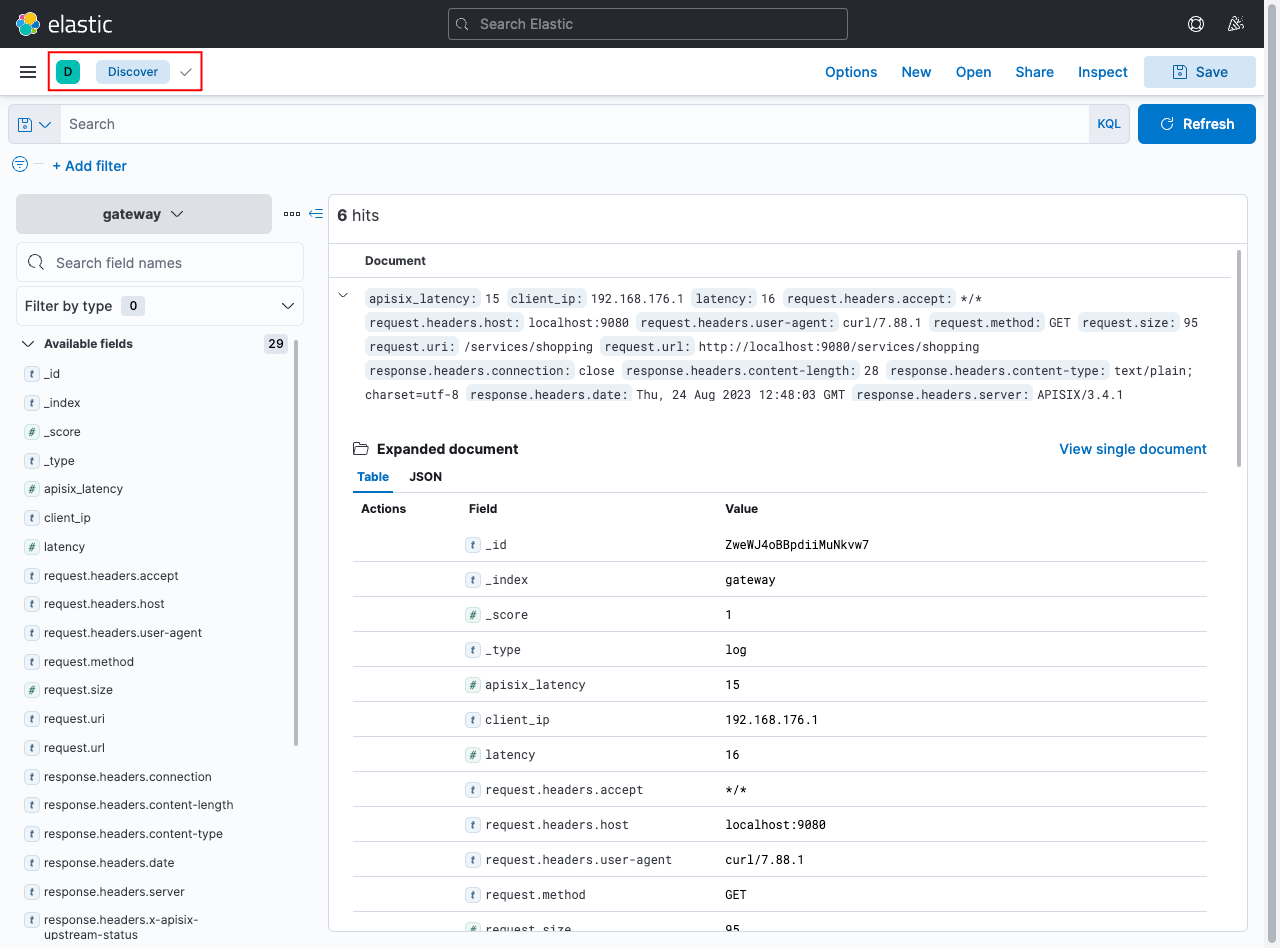 elastic
Search Elastic
D Discover
Options New Open Share Inspect Save
Search KQL Refresh
+ Add filter
gateway
Search field names
Filter by type 0
Available fields 29
t _id
t _index
# _score
t _type
# apisix_latency
t client_ip
# latency
t request.headers.accept
t request.headers.host
t request.headers.user-agent
t request.method
# request.size
t request.uri
t request.url
t response.headers.connection
t response.headers.content-length
t response.headers.content-type
t response.headers.date
t response.headers.server
t response.headers.x-apisix-
upstream-status
6 hits
Document
apisix_latency: 15 client_ip: 192.168.176.1 latency: 16 request.headers.accept: */*
request.headers.host: localhost:9080 request.headers.user-agent: curl/7.88.1 request.method: GET request.size: 95
request.uri: /services/shopping request.url: http://localhost:9080/services/shopping
response.headers.connection: close response.headers.content-length: 28 response.headers.content-type: text/plain;
charset=utf-8 response.headers.date: Thu, 24 Aug 2023 12:48:03 GMT response.headers.server: APISIX/3.4.1
Expanded document View single document
Table JSON
Actions Field Value
t _id ZweWJ4oBBpdiiMuNkvw7
t _index gateway
# _score 1
t _type log
# apisix_latency 15
t client_ip 192.168.176.1
# latency 16
t request.headers.accept */*
t request.headers.host localhost:9080
t request.headers.user-agent curl/7.88.1
t request.method GET
# request.size 95